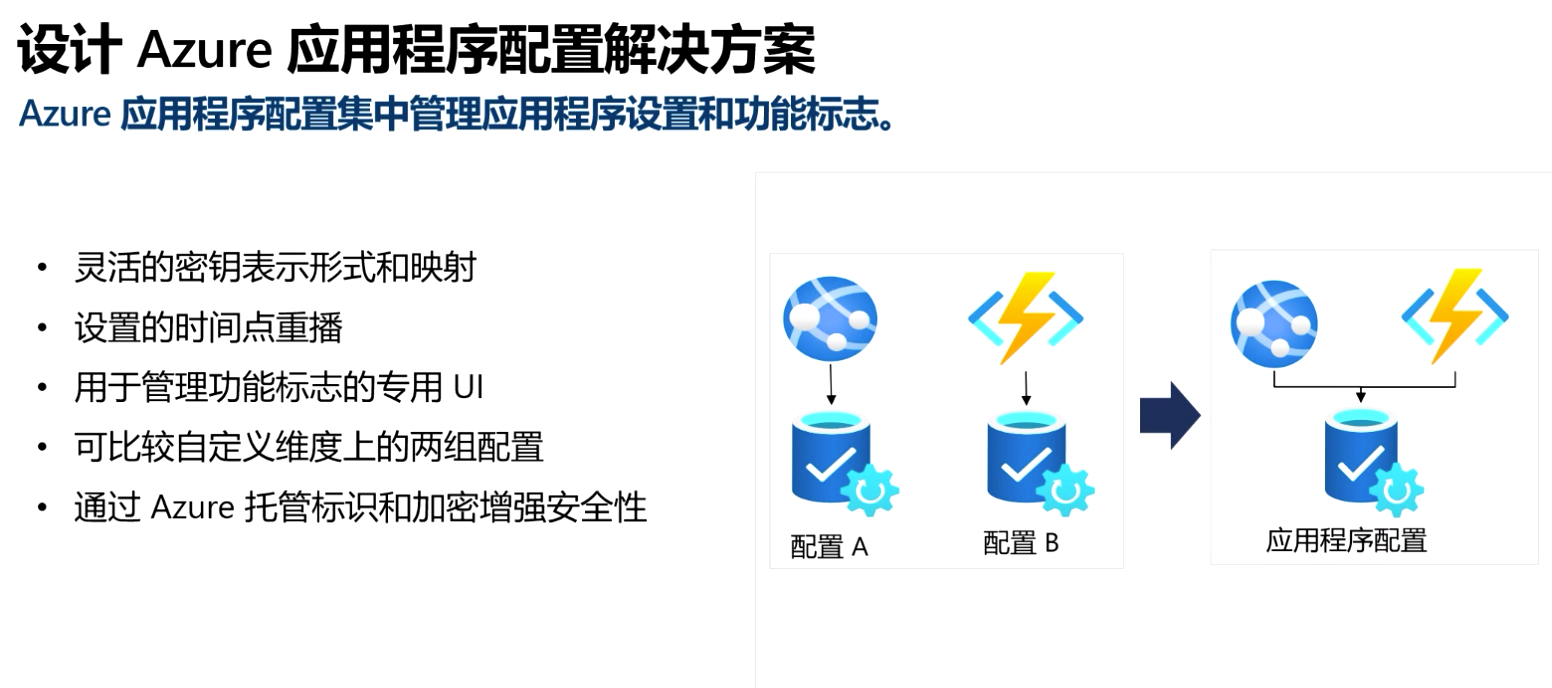 设计 Azure 应用程序配置解决方案
Azure 应用程序配置集中管理应用程序设置和功能标志。
• 灵活的密钥表示形式和映射
• 设置的时间点重播
• 用于管理功能标志的专用 UI
• 可比较自定义维度上的两组配置
• 通过 Azure 托管标识和加密增强安全性
配置 A
配置 B
应用程序配置